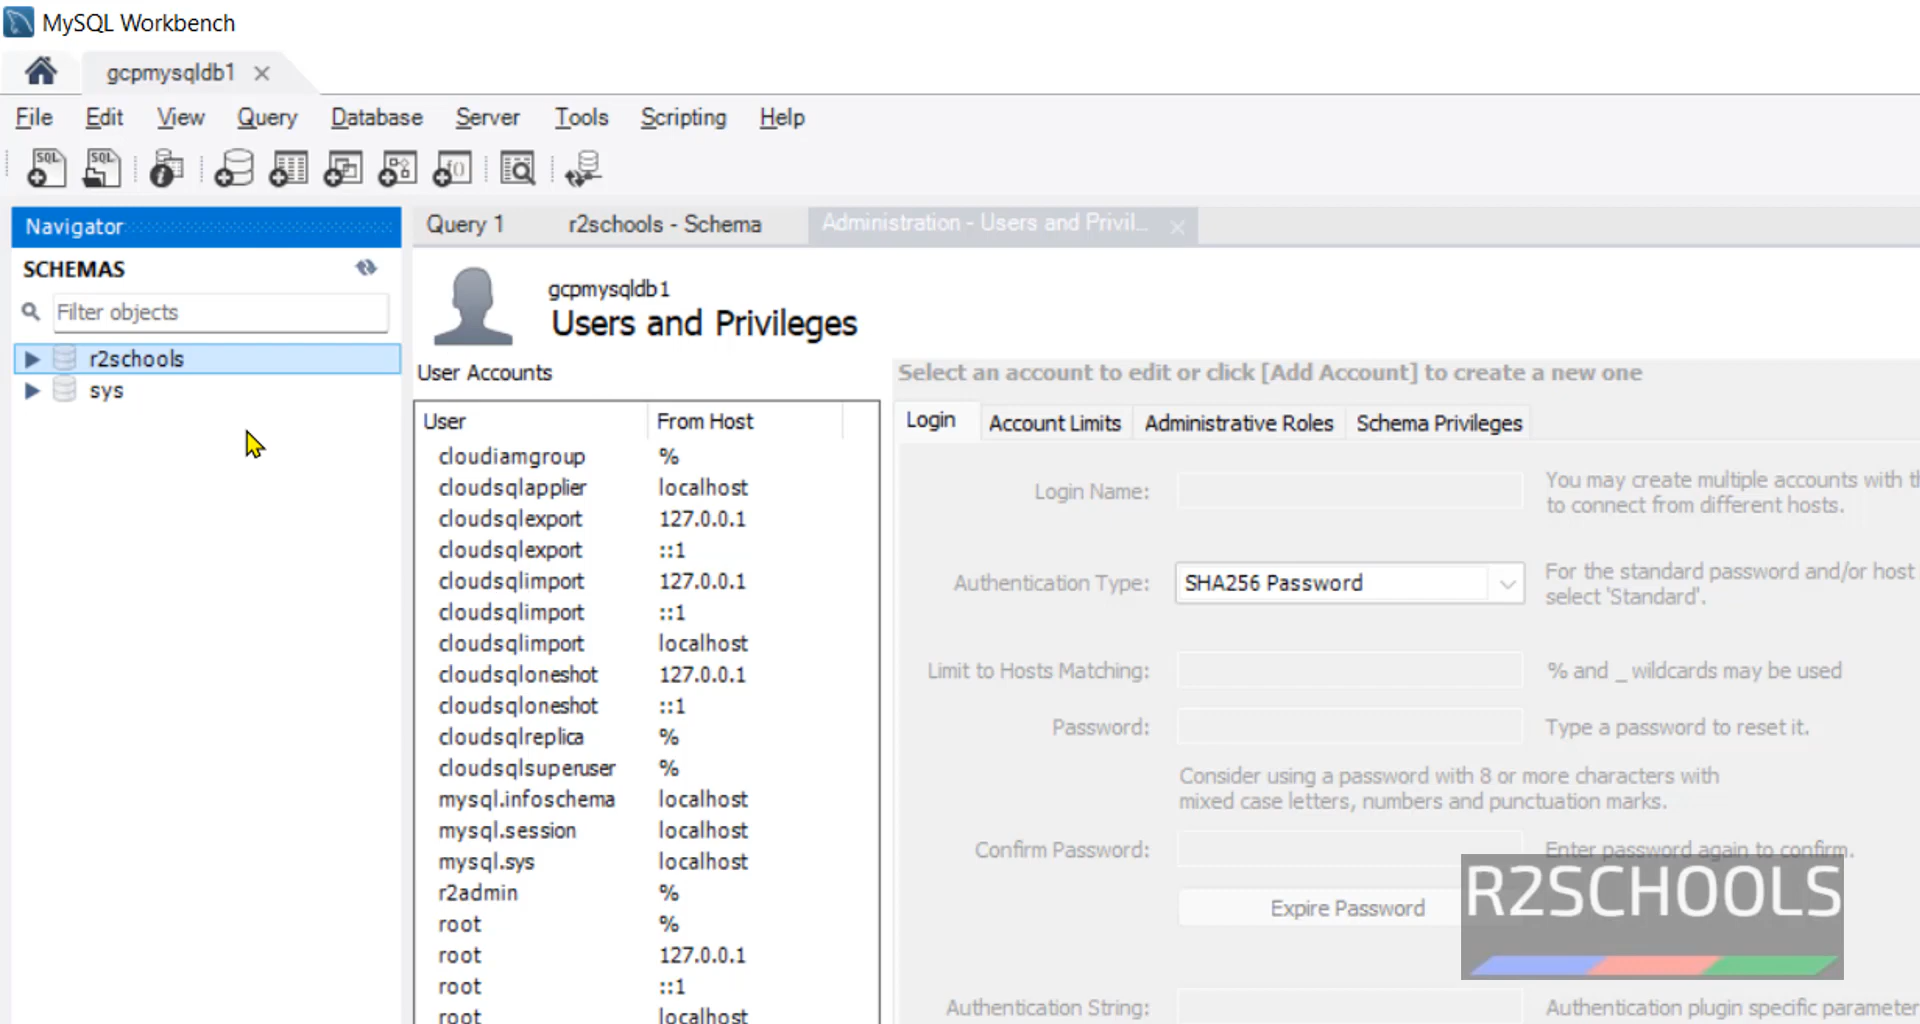 MySQL Workbench
gcpmysqldb1
File Edit View Query Database Server Tools Scripting Help
SQL SQL
Navigator
Query 1 r2schools - Schema Administration - Users and Privil...
SCHEMAS
Filter objects
r2schools
sys
gcpmysqldb1
Users and Privileges
User Accounts
User From Host
cloudiamgroup %
cloudsqlapplier localhost
cloudsqlexport 127.0.0.1
cloudsqlexport ::1
cloudsqlimport 127.0.0.1
cloudsqlimport ::1
cloudsqlimport localhost
cloudsqloneshot 127.0.0.1
cloudsqloneshot ::1
cloudsqlreplica %
cloudsqlsuperuser %
mysql.infoschema localhost
mysql.session localhost
mysql.sys localhost
r2admin %
root %
root 127.0.0.1
root ::1
root localhost
Select an account to edit or click [Add Account] to create a new one
Login Account Limits Administrative Roles Schema Privileges
Login Name: You may create multiple accounts with
to connect from different hosts.
Authentication Type: SHA256 Password For the standard password and/or host
select 'Standard'.
Limit to Hosts Matching: % and _ wildcards may be used
Password: Type a password to reset it.
Consider using a password with 8 or more characters with
mixed case letters, numbers and punctuation marks.
Confirm Password: Enter password again to confirm.
Expire Password
R2SCHOOLS
Authentication String: Authentication plugin specific parameter